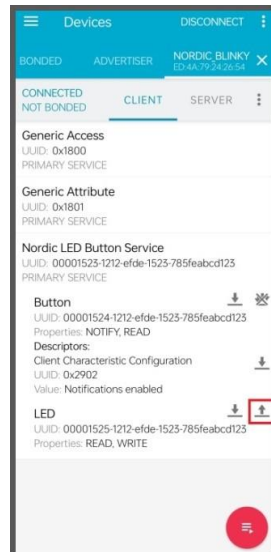 Devices
DISCONNECT
BONDED
ADVERTISER
NORDIC_BLINKY
ED:4A:79:24:26:54
CONNECTED
NOT BONDED
CLIENT
SERVER
Generic Access
UUID: 0x1800
PRIMARY SERVICE
Generic Attribute
UUID: 0x1801
PRIMARY SERVICE
Nordic LED Button Service
UUID: 00001523-1212-efde-1523-785feabcd123
PRIMARY SERVICE
Button
UUID: 00001524-1212-efde-1523-785feabcd123
Properties: NOTIFY, READ
Descriptors:
Client Characteristic Configuration
UUID: 0x2902
Value: Notifications enabled
LED
UUID: 00001525-1212-efde-1523-785feabcd123
Properties: READ, WRITE